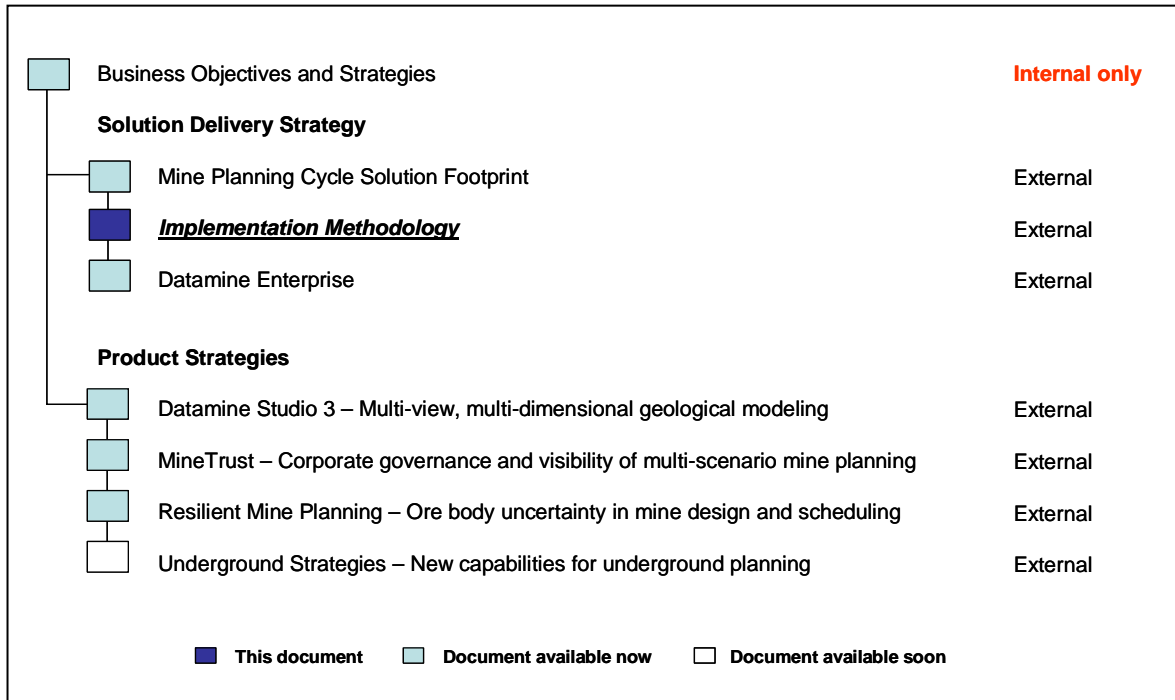 Business Objectives and Strategies Internal only
Solution Delivery Strategy
Mine Planning Cycle Solution Footprint External
Implementation Methodology External
Datamine Enterprise External
Product Strategies
Datamine Studio 3 – Multi-view, multi-dimensional geological modeling External
MineTrust – Corporate governance and visibility of multi-scenario mine planning External
Resilient Mine Planning – Ore body uncertainty in mine design and scheduling External
Underground Strategies – New capabilities for underground planning External
This document Document available now Document available soon